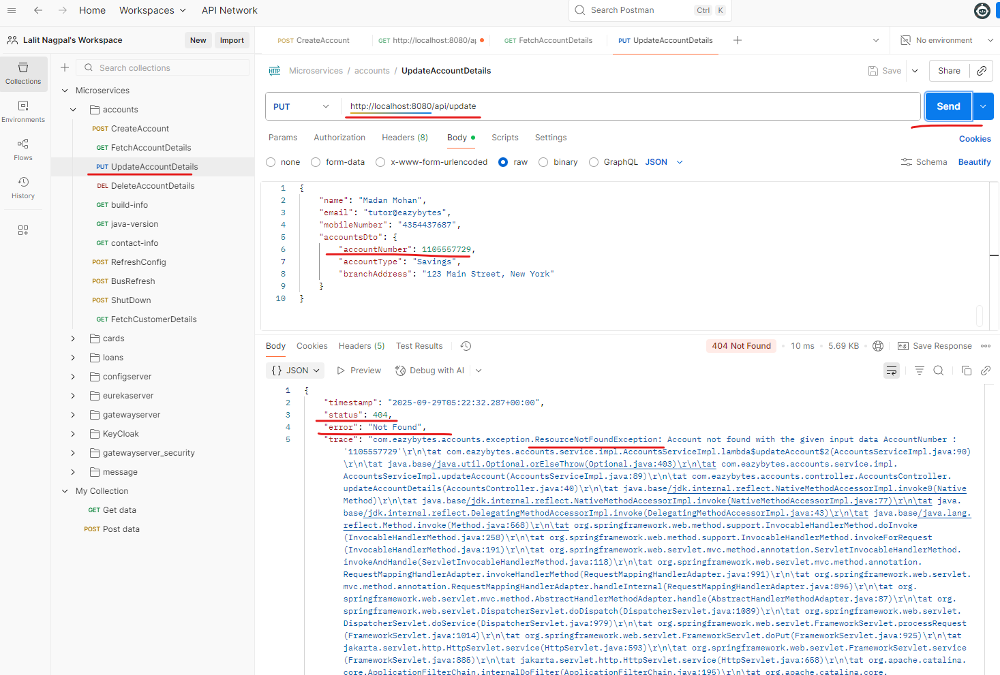 Home Workspaces API Network Search Postman Ctrl K
Lalit Nagpal's Workspace New Import
POST CreateAccount GET http://localhost:8080/ap GET FetchAccountDetails PUT UpdateAccountDetails No environment
Collections
Environments
Flows
History
Search collections
Microservices
accounts
POST CreateAccount
GET FetchAccountDetails
PUT UpdateAccountDetails
DEL DeleteAccountDetails
GET build-info
GET java-version
GET contact-info
POST RefreshConfig
POST BusRefresh
POST ShutDown
GET FetchCustomerDetails
cards
loans
configserver
eurekaserver
gatewayserver
KeyCloak
gatewayserver_security
message
My Collection
GET Get data
POST Post data
HTTP Microservices / accounts / UpdateAccountDetails Save Share
PUT http://localhost:8080/api/update Send
Params Authorization Headers (8) Body Scripts Settings Cookies
none form-data x-www-form-urlencoded raw binary GraphQL JSON Schema Beautify
1 {
2 "name": "Madan Mohan",
3 "email": "tutor@eazybytes",
4 "mobileNumber": "4354437687",
5 "accountsDto": {
6 "accountNumber": 1105557729,
7 "accountType": "Savings",
8 "branchAddress": "123 Main Street, New York"
9 }
10 }
Body Cookies Headers (5) Test Results 404 Not Found • 10 ms • 5.69 KB e.g. Save Response
{} JSON Preview Debug with AI
1 {
2 "timestamp": "2025-09-29T05:22:32.287+00:00",
3 "status": 404,
4 "error": "Not Found",
5 "trace": "com.eazybytes.accounts.exception.ResourceNotFoundException: Account not found with the given input data AccountNumber :
'1105557729'\r\n\tat com.eazybytes.accounts.service.impl.AccountsServiceImpl.lambda$updateAccount$2(AccountsServiceImpl.java:90)
\r\n\tat java.base/java.util.Optional.orElseThrow(Optional.java:403)\r\n\tat com.eazybytes.accounts.service.impl.
AccountsServiceImpl.updateAccount(AccountsServiceImpl.java:89)\r\n\tat com.eazybytes.accounts.controller.AccountsController.
updateAccountDetails(AccountsController.java:40)\r\n\tat java.base/jdk.internal.reflect.NativeMethodAccessorImpl.invoke0(Native
Method)\r\n\tat java.base/jdk.internal.reflect.NativeMethodAccessorImpl.invoke(NativeMethodAccessorImpl.java:77)\r\n\tat java.
base/jdk.internal.reflect.DelegatingMethodAccessorImpl.invoke(DelegatingMethodAccessorImpl.java:43)\r\n\tat java.base/java.lang.
reflect.Method.invoke(Method.java:568)\r\n\tat org.springframework.web.method.support.InvocableHandlerMethod.doInvoke
(InvocableHandlerMethod.java:258)\r\n\tat org.springframework.web.method.support.InvocableHandlerMethod.invokeForRequest
(InvocableHandlerMethod.java:191)\r\n\tat org.springframework.web.servlet.mvc.method.annotation.ServletInvocableHandlerMethod.
invokeAndHandle(ServletInvocableHandlerMethod.java:118)\r\n\tat org.springframework.web.servlet.mvc.method.annotation.
RequestMappingHandlerAdapter.invokeHandlerMethod(RequestMappingHandlerAdapter.java:991)\r\n\tat org.springframework.web.servlet.
mvc.method.annotation.RequestMappingHandlerAdapter.handleInternal(RequestMappingHandlerAdapter.java:896)\r\n\tat org.
springframework.web.servlet.mvc.method.AbstractHandlerMethodAdapter.handle(AbstractHandlerMethodAdapter.java:87)\r\n\tat org.
springframework.web.servlet.DispatcherServlet.doDispatch(DispatcherServlet.java:1089)\r\n\tat org.springframework.web.servlet.
DispatcherServlet.doService(DispatcherServlet.java:979)\r\n\tat org.springframework.web.servlet.FrameworkServlet.processRequest
(FrameworkServlet.java:1014)\r\n\tat org.springframework.web.servlet.FrameworkServlet.doPut(FrameworkServlet.java:925)\r\n\tat
jakarta.servlet.http.HttpServlet.service(HttpServlet.java:593)\r\n\tat org.springframework.web.servlet.FrameworkServlet.service
(FrameworkServlet.java:885)\r\n\tat jakarta.servlet.http.HttpServlet.service(HttpServlet.java:658)\r\n\tat org.apache.catalina.
core.ApplicationFilterChain.internalDoFilter(ApplicationFilterChain.java:195)\r\n\tat org.apache.catalina.core.